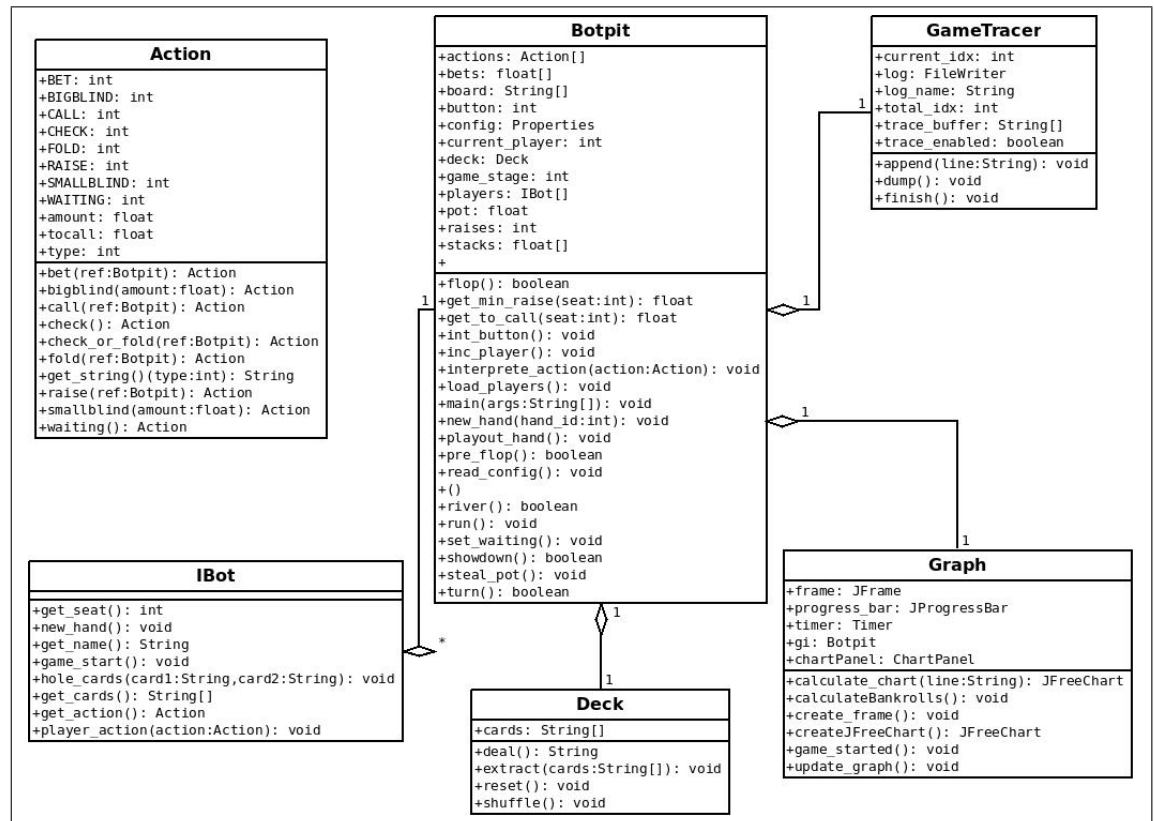 Action
+BET: int
+BIGBLIND: int
+CALL: int
+CHECK: int
+FOLD: int
+RAISE: int
+SMALLBLIND: int
+WAITING: int
+amount: float
+tocall: float
+type: int
+bet(ref:Botpit): Action
+bigblind(amount:float): Action
+call(ref:Botpit): Action
+check(): Action
+check_or_fold(ref:Botpit): Action
+fold(ref:Botpit): Action
+get_string()(type:int): String
+raise(ref:Botpit): Action
+smallblind(amount:float): Action
+waiting(): Action
Botpit
+actions: Action[]
+bets: float[]
+board: String[]
+button: int
+config: Properties
+current_player: int
+deck: Deck
+game_stage: int
+players: IBot[]
+pot: float
+raises: int
+stacks: float[]
+
+flop(): boolean
+get_min_raise(seat:int): float
+get_to_call(seat:int): float
+int_button(): void
+inc_player(): void
+interprete_action(action:Action): void
+load_players(): void
+main(args:String[]): void
+new_hand(hand_id:int): void
+playout_hand(): void
+pre_flop(): boolean
+read_config(): void
+()
+river(): boolean
+run(): void
+set_waiting(): void
+showdown(): boolean
+steal_pot(): void
+turn(): boolean
GameTracer
+current_idx: int
+log: FileWriter
+log_name: String
+total_idx: int
+trace_buffer: String[]
+trace_enabled: boolean
+append(line:String): void
+dump(): void
+finish(): void
1
1
1
1
1
1
*
1
1
IBot
+get_seat(): int
+new_hand(): void
+get_name(): String
+game_start(): void
+hole_cards(card1:String,card2:String): void
+get_cards(): String[]
+get_action(): Action
+player_action(action:Action): void
Deck
+cards: String[]
+deal(): String
+extract(cards:String[]): void
+reset(): void
+shuffle(): void
Graph
+frame: JFrame
+progress_bar: JProgressBar
+timer: Timer
+gi: Botpit
+chartPanel: ChartPanel
+calculate_chart(line:String): JFreeChart
+calculateBankrolls(): void
+create_frame(): void
+createJFreeChart(): JFreeChart
+game_started(): void
+update_graph(): void